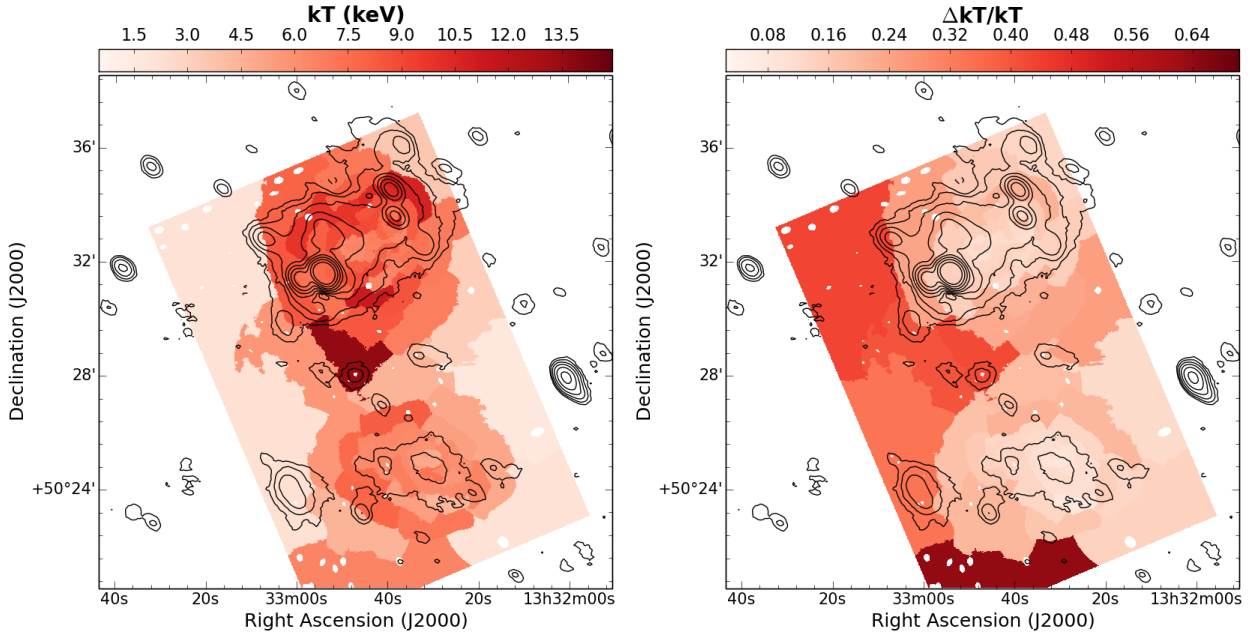 kT (keV)
1.5 3.0 4.5 6.0 7.5 9.0 10.5 12.0 13.5
36'
32'
28'
+50°24'
Declination (J2000)
40s 20s 33m00s 40s 20s 13h32m00s
Right Ascension (J2000)
ΔkT/kT
0.08 0.16 0.24 0.32 0.40 0.48 0.56 0.64
36'
32'
28'
+50°24'
Declination (J2000)
40s 20s 33m00s 40s 20s 13h32m00s
Right Ascension (J2000)